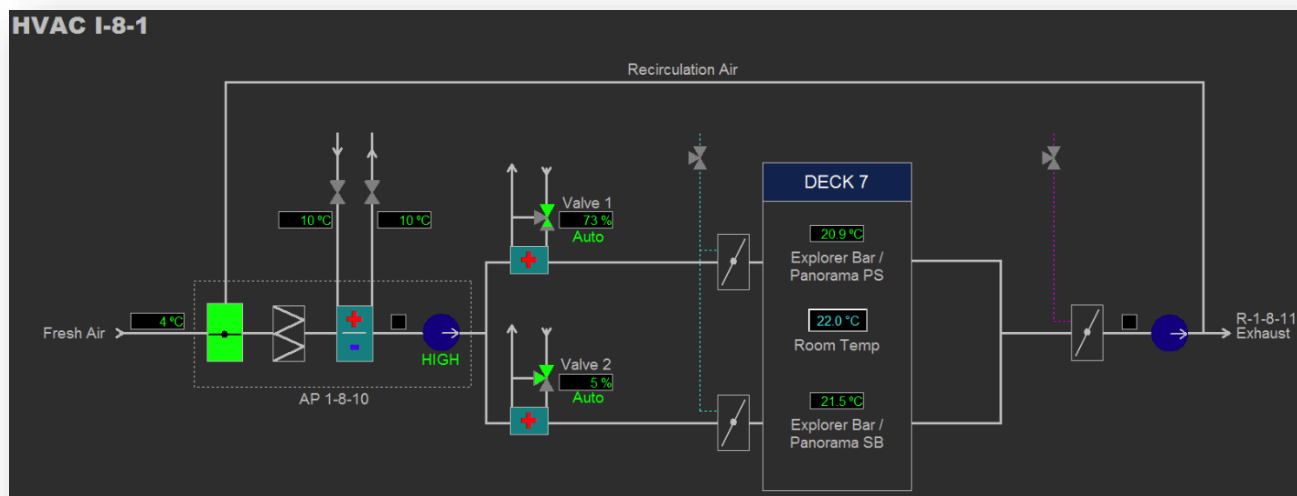 HVAC I-8-1
Recirculation Air
DECK 7
10 ºC
10 ºC
Valve 1
73 %
Auto
20.9 ºC
Explorer Bar /
Panorama PS
Fresh Air
4 ºC
HIGH
22.0 °C
Room Temp
R-1-8-11
Exhaust
Valve 2
5 %
Auto
AP 1-8-10
21.5 ºC
Explorer Bar /
Panorama SB